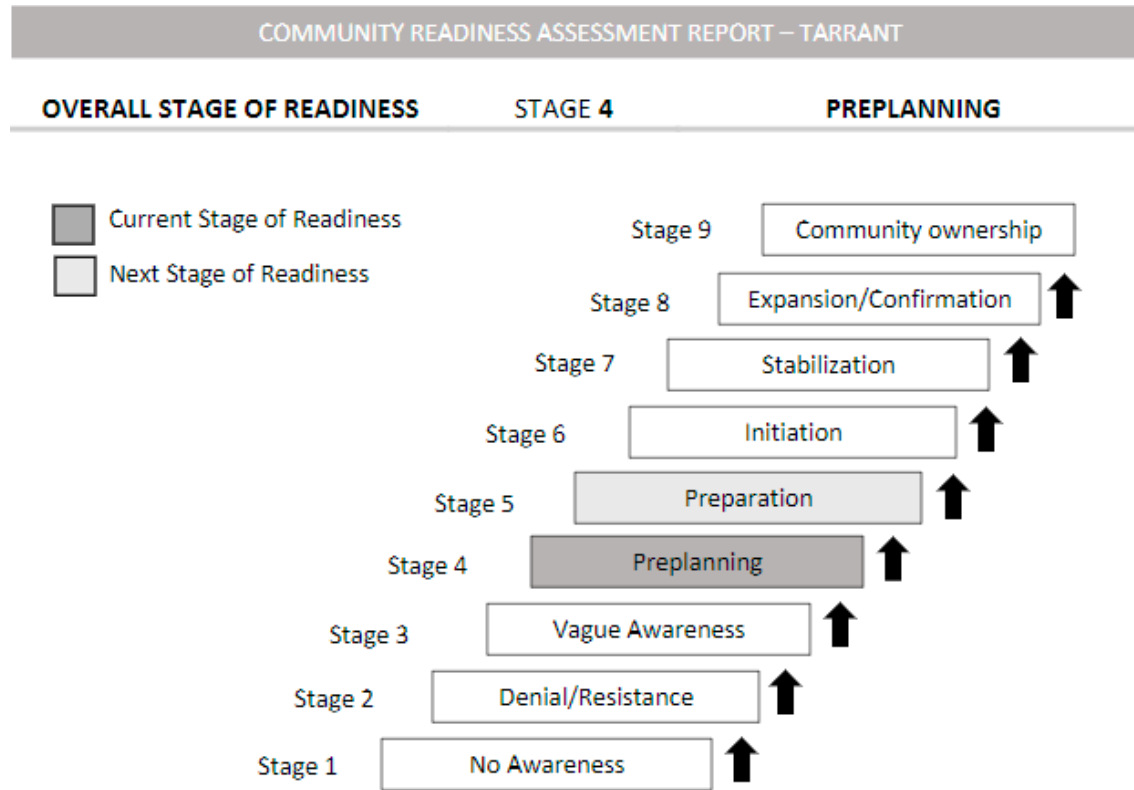 COMMUNITY READINESS ASSESSMENT REPORT – TARRANT
OVERALL STAGE OF READINESS STAGE 4 PREPLANNING
Current Stage of Readiness
Next Stage of Readiness
Stage 9 Community ownership
Stage 8 Expansion/Confirmation
Stage 7 Stabilization
Stage 6 Initiation
Stage 5 Preparation
Stage 4 Preplanning
Stage 3 Vague Awareness
Stage 2 Denial/Resistance
Stage 1 No Awareness